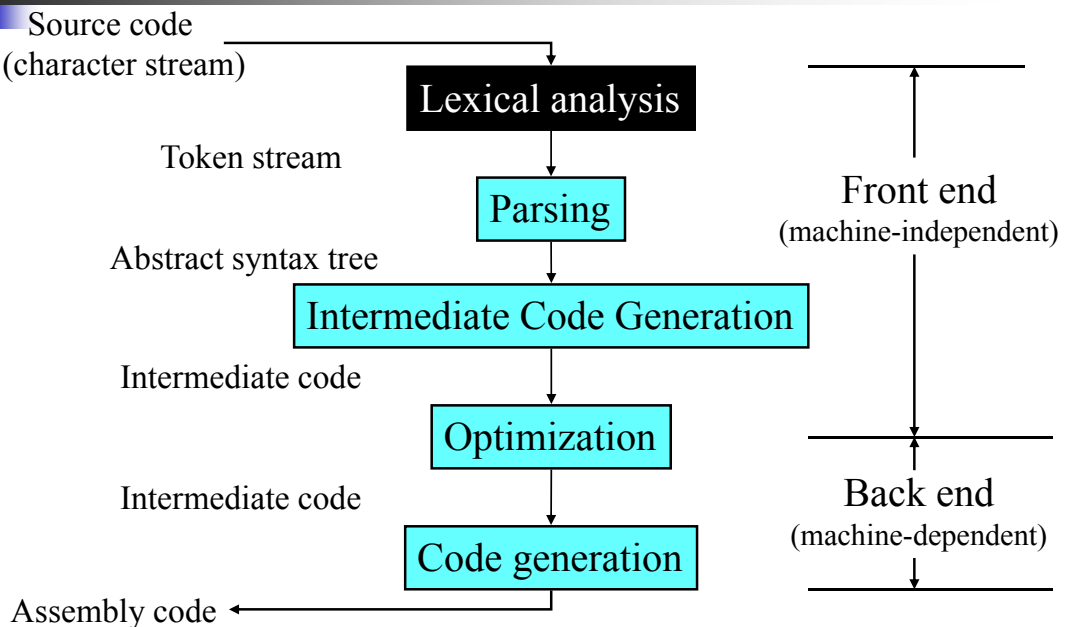 Source code
(character stream)
Lexical analysis
Token stream
Parsing
Front end
(machine-independent)
Abstract syntax tree
Intermediate Code Generation
Intermediate code
Optimization
Intermediate code
Back end
(machine-dependent)
Code generation
Assembly code